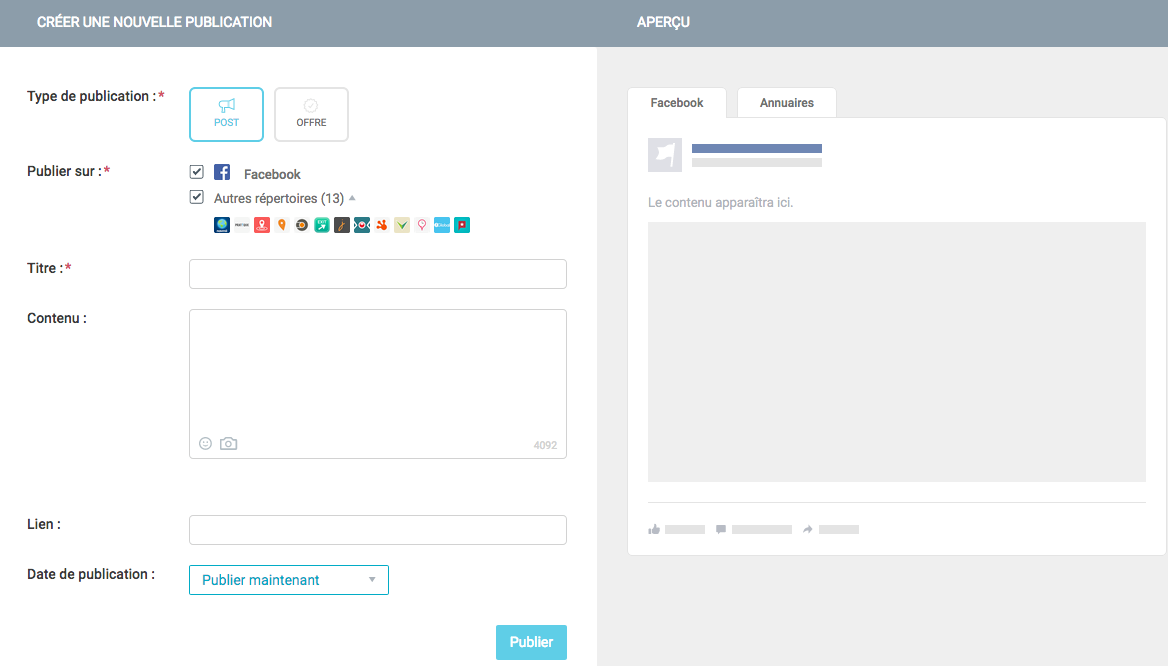 CRÉER UNE NOUVELLE PUBLICATION
APERÇU
Type de publication :*
POST
OFFRE
Publier sur :*
Facebook
Autres répertoires (13)
Titre :*
Contenu :
4092
Lien :
Date de publication :
Publier maintenant
Publier
Facebook
Annuaires
Le contenu apparaîtra ici.